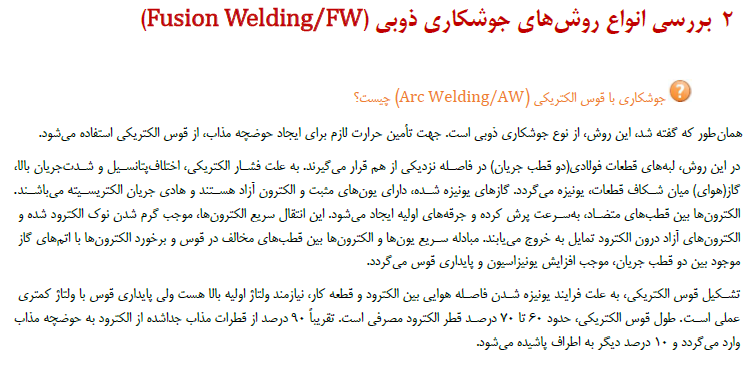 ۲ بررسی انواع روش‌های جوشکاری ذوبی (Fusion Welding/FW)
جوشکاری با قوس الکتریکی (Arc Welding/AW) چیست؟
همان‌طور که گفته شد، این روش، از نوع جوشکاری ذوبی است. جهت تأمین حرارت لازم برای ایجاد حوضچه مذاب، از قوس الکتریکی استفاده می‌شود.
در این روش، لبه‌های قطعات فولادی(دو قطب جریان) در فاصله نزدیکی از هم قرار می‌گیرند. به علت فشار الکتریکی، اختلاف‌پتانسیل و شدت‌جریان بالا،
گاز(هوای) میان شکاف قطعات، یونیزه می‌گردد. گازهای یونیزه شده، دارای یون‌های مثبت و الکترون آزاد هستند و هادی جریان الکتریسیته می‌باشند.
الکترون‌ها بین قطب‌های متضاد، به‌سرعت پرش کرده و جرقه‌های اولیه ایجاد می‌شود. این انتقال سریع الکترون‌ها، موجب گرم شدن نوک الکترود شده و
الکترون‌های آزاد درون الکترود تمایل به خروج می‌یابند. مبادله سریع یون‌ها و الکترون‌ها بین قطب‌های مخالف در قوس و برخورد الکترون‌ها با اتم‌های گاز
موجود بین دو قطب جریان، موجب افزایش یونیزاسیون و پایداری قوس می‌گردد.
تشکیل قوس الکتریکی، به علت فرایند یونیزه شدن فاصله هوایی بین الکترود و قطعه کار، نیازمند ولتاژ اولیه بالا هست ولی پایداری قوس با ولتاژ کمتری
عملی است. طول قوس الکتریکی، حدود ۶۰ تا ۷۰ درصد قطر الکترود مصرفی است. تقریباً ۹۰ درصد از قطرات مذاب جداشده از الکترود به حوضچه مذاب
وارد می‌گردد و ۱۰ درصد دیگر به اطراف پاشیده می‌شود.